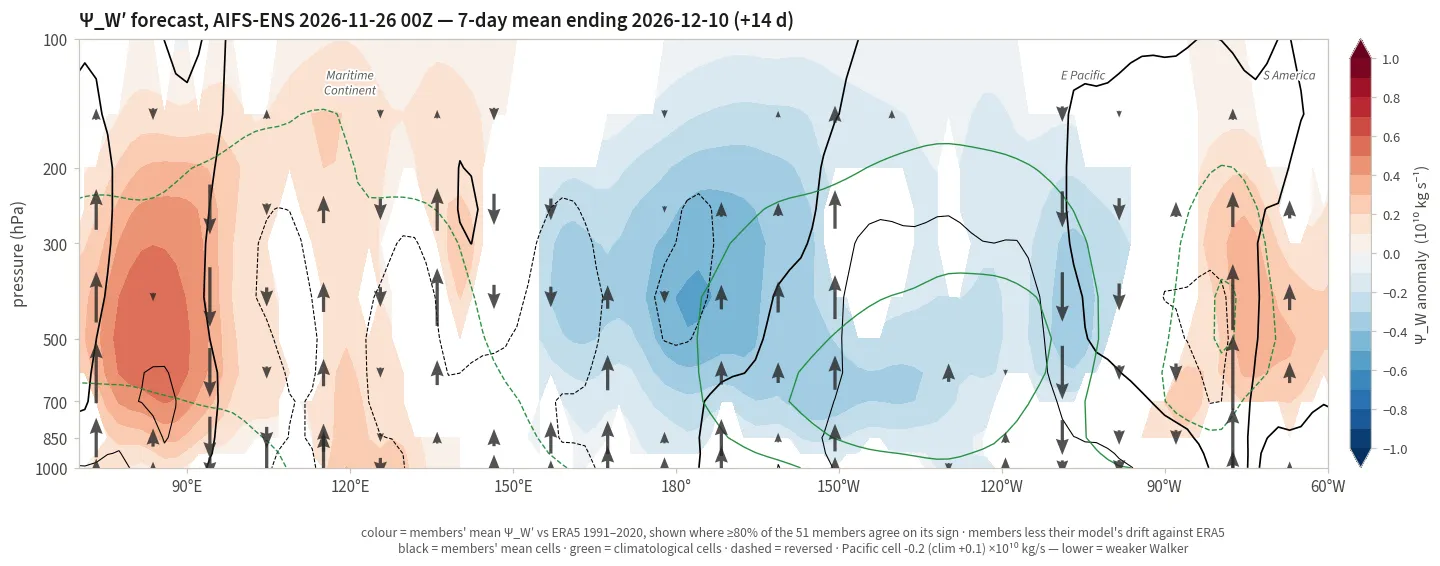 Ψ_W′ forecast, AIFS-ENS 2026-11-26 00Z — 7-day mean ending 2026-12-10 (+14 d)
100
200
300
400
500
700
850
1000
pressure (hPa)
Maritime
Continent
E Pacific
S America
90°E
120°E
150°E
180°
150°W
120°W
90°W
60°W
1.0
0.8
0.6
0.4
0.2
0.0
−0.2
−0.4
−0.6
−0.8
−1.0
Ψ_W anomaly (10¹⁰ kg s⁻¹)
colour = members' mean Ψ_W′ vs ERA5 1991–2020, shown where ≥80% of the 51 members agree on its sign · members less their model's drift against ERA5
black = members' mean cells · green = climatological cells · dashed = reversed · Pacific cell -0.2 (clim +0.1) ×10¹⁰ kg/s — lower = weaker Walker